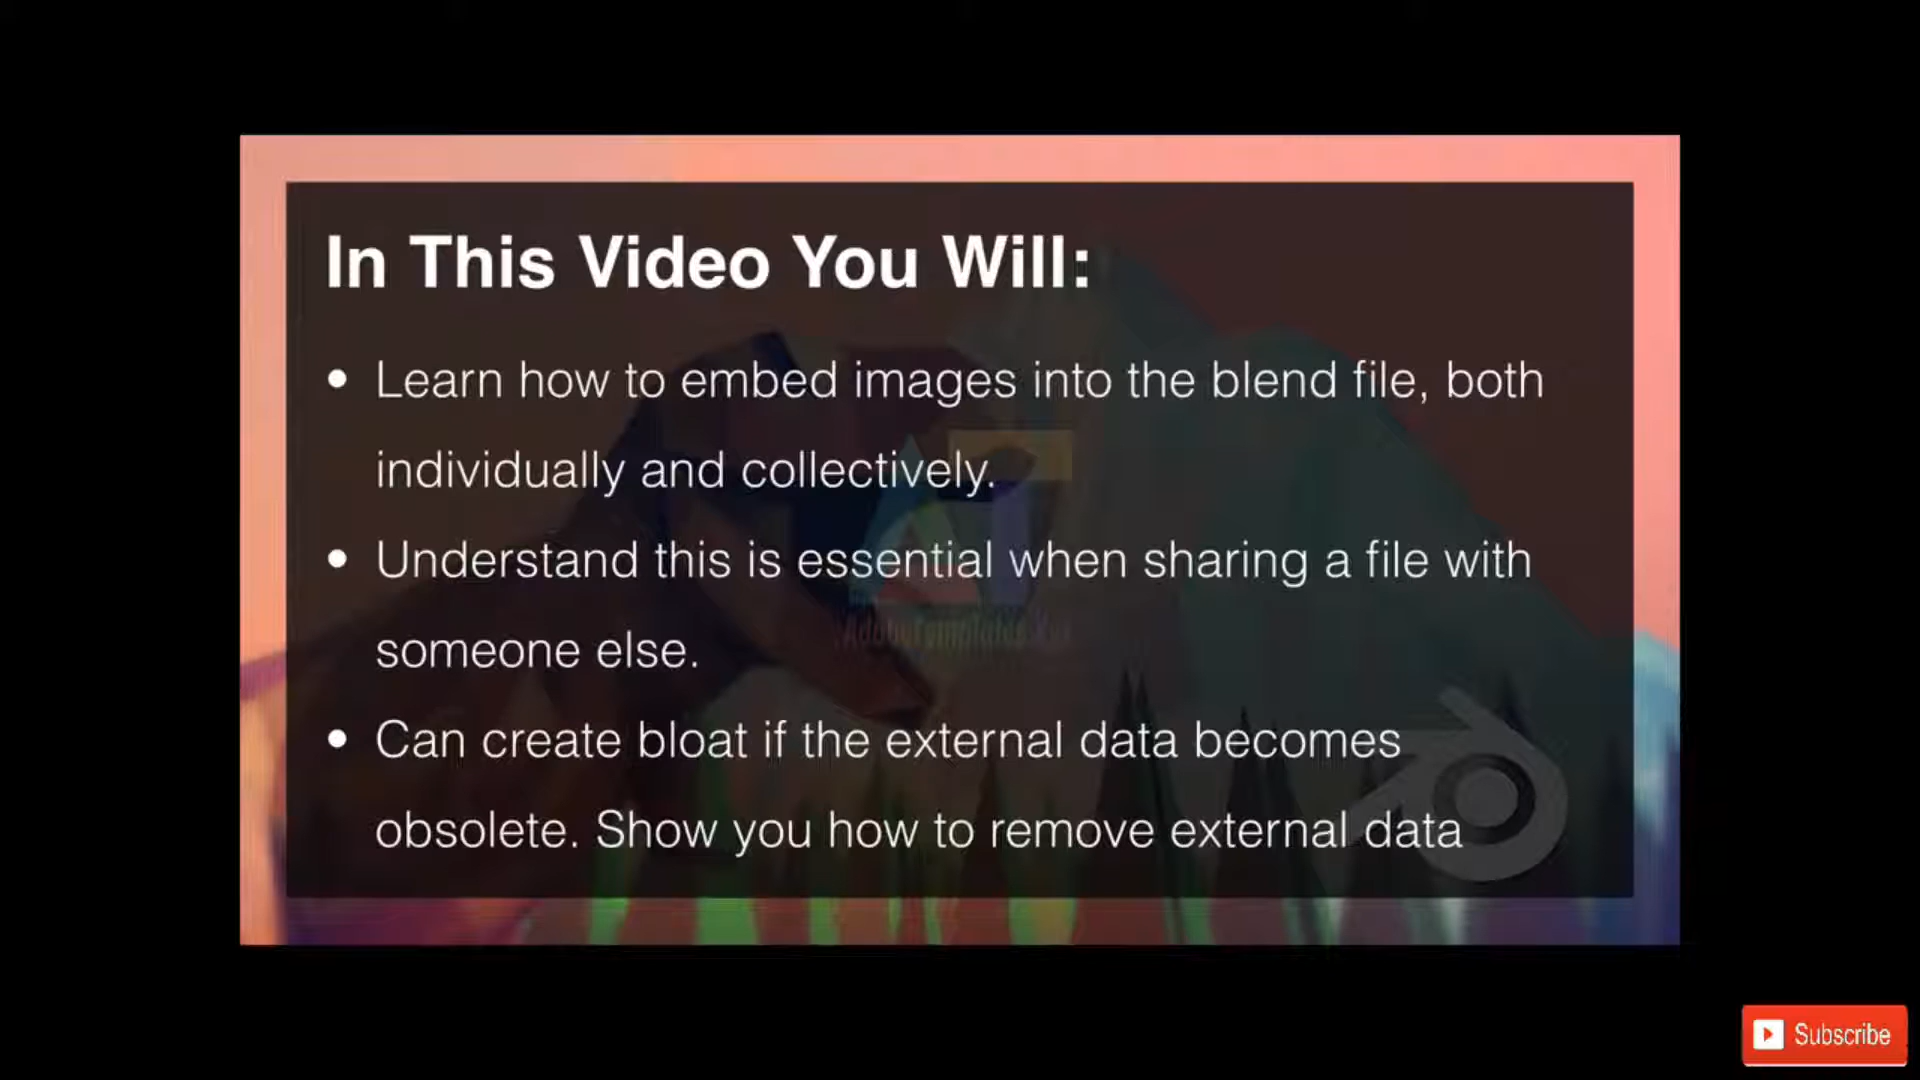 In This Video You Will:
• Learn how to embed images into the blend file, both
individually and collectively.
• Understand this is essential when sharing a file with
someone else.
• Can create bloat if the external data becomes
obsolete. Show you how to remove external data
Subscribe